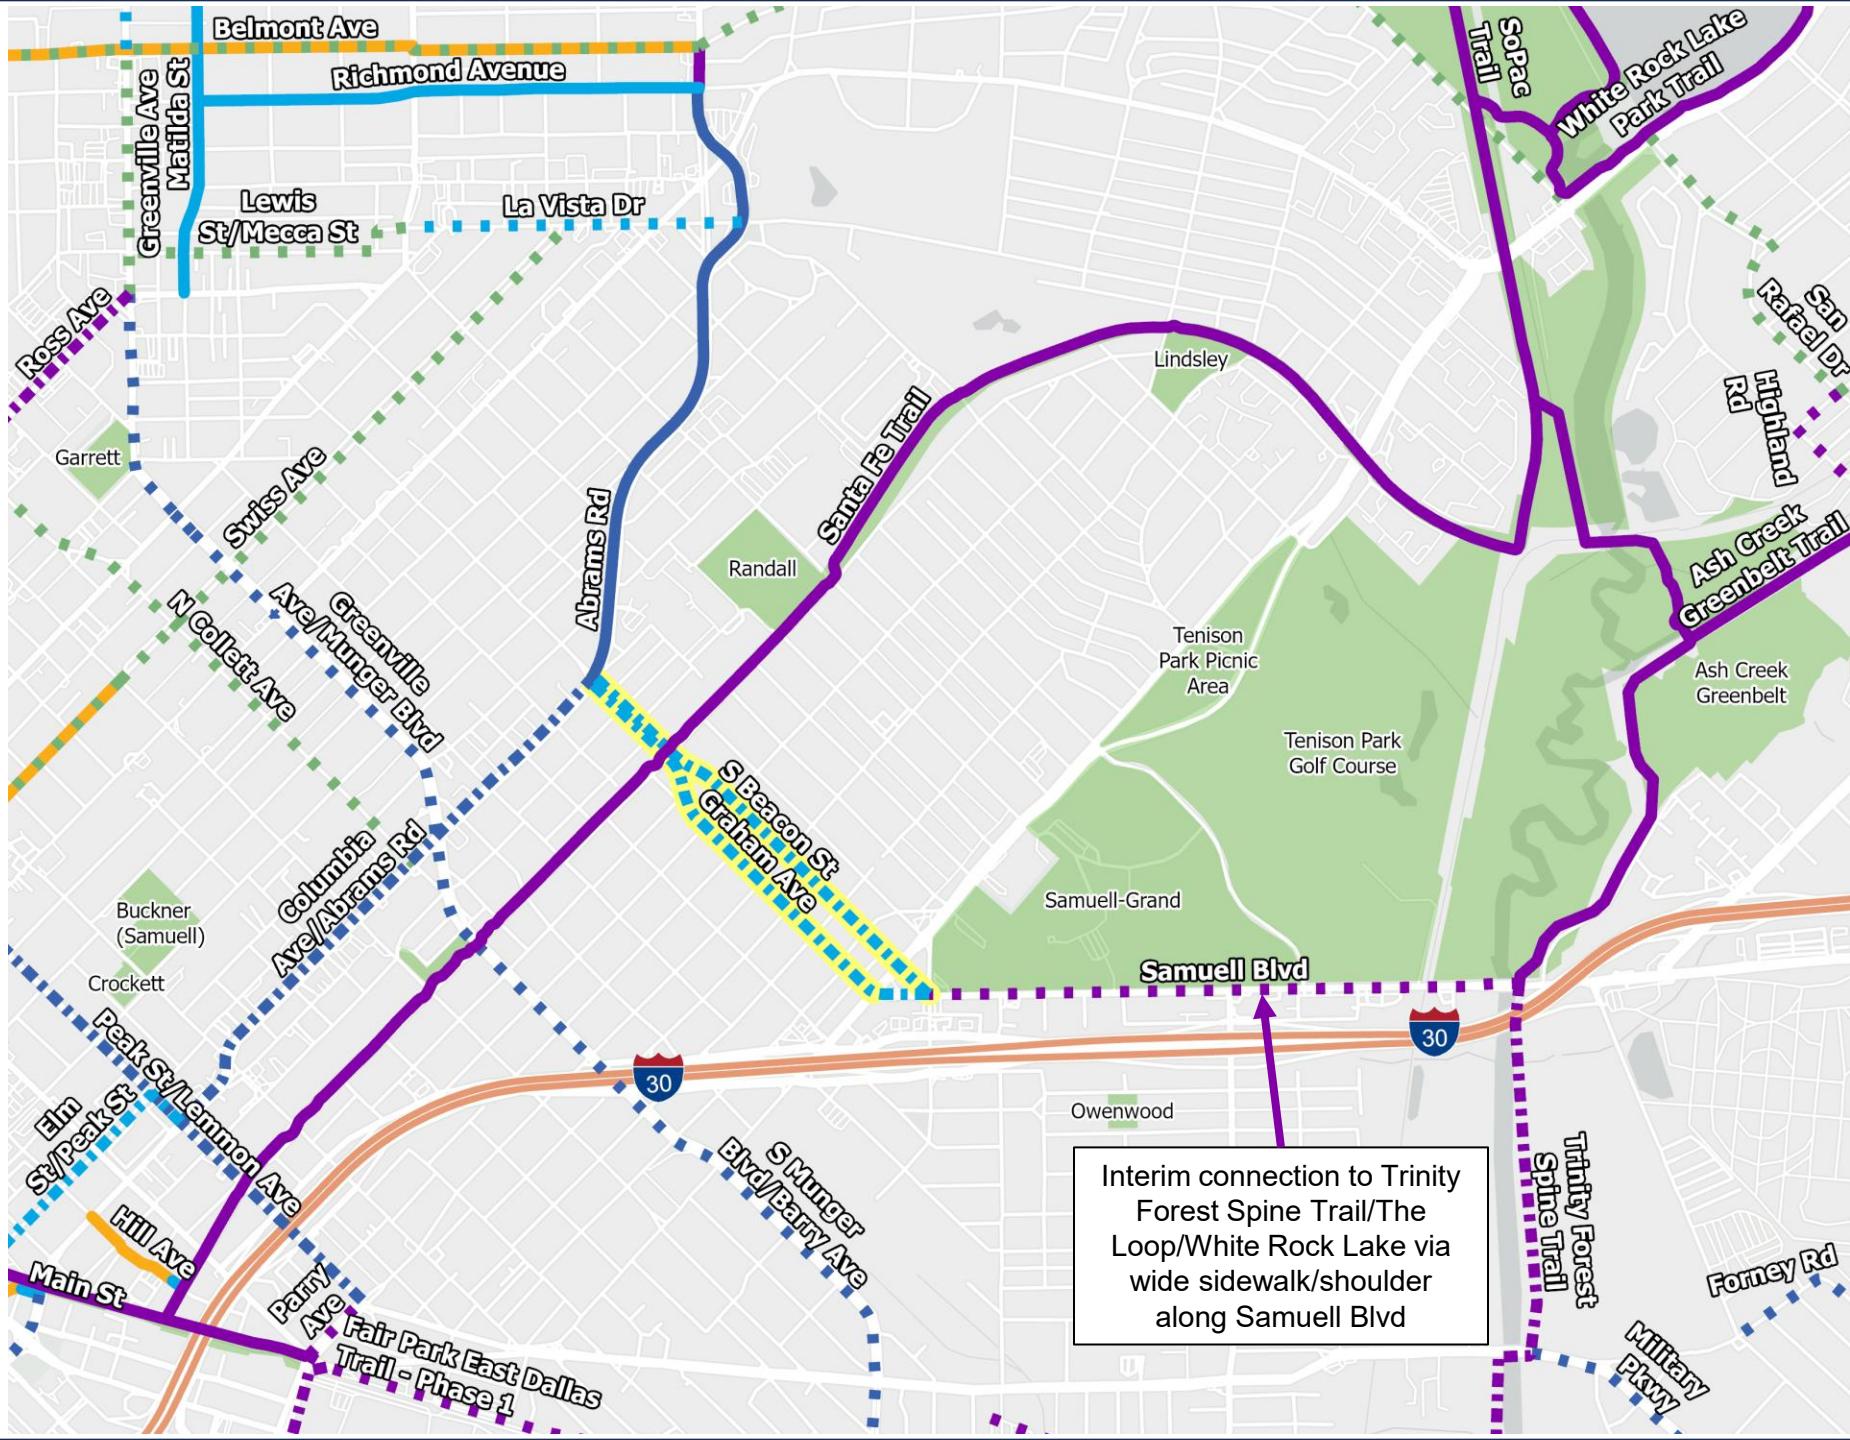 Belmont Ave
Richmond Avenue
Greenville Ave
Matilda St
Lewis
St/Mecca St
La Vista Dr
SoPac
Trail
White Rock Lake
Park Trail
San
Rafael Dr
Highland
Rd
Ross Ave
Garrett
Swiss Ave
Lindsley
Santa Fe Trail
Abrams Rd
Randall
Ash Creek
Greenbelt Trail
N Collett Ave
Greenville
Ave/Munger Blvd
Tenison
Park Picnic
Area
Ash Creek
Greenbelt
Tenison Park
Golf Course
S Beacon St
Graham Ave
Columbia
Ave/Abrams Rd
Buckner
(Samuell)
Crockett
Samuell-Grand
Samuell Blvd
30
30
Peak St/Lemmon Ave
Elm
St/Peak St
Owenwood
Interim connection to Trinity
Forest Spine Trail/The
Loop/White Rock Lake via
wide sidewalk/shoulder
along Samuell Blvd
S Munger
Blvd/Barry Ave
Trinity Forest
Spine Trail
Hill Ave
Main St
Parry
Ave
Fair Park East Dallas
Trail - Phase 1
Forney Rd
Military
Pkwy